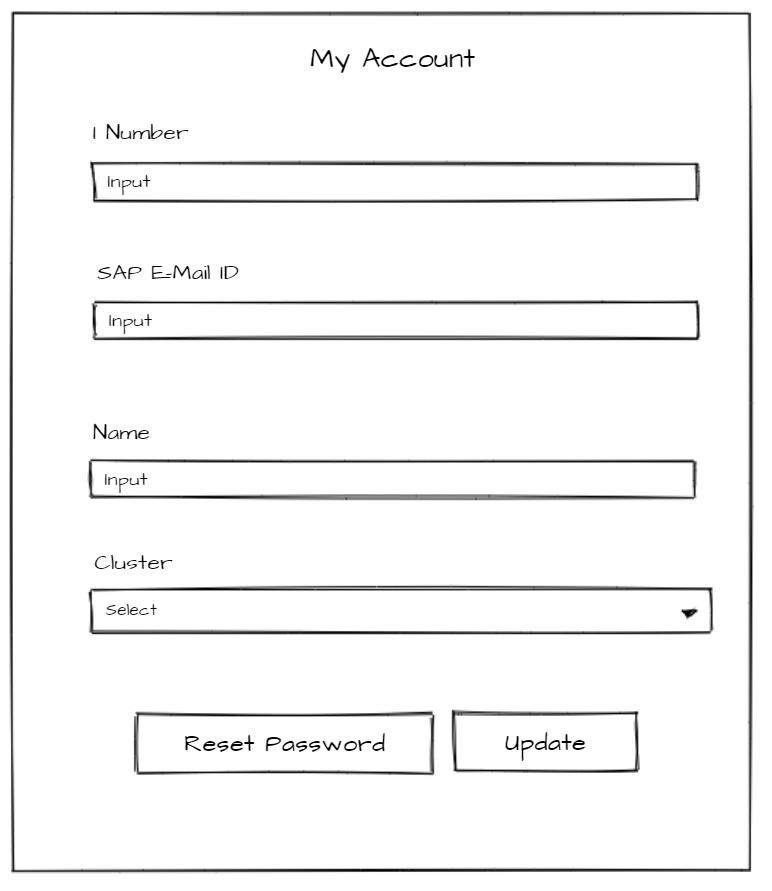 My Account
I Number
Input
SAP E-Mail ID
Input
Name
Input
Cluster
Select
Reset Password
Update